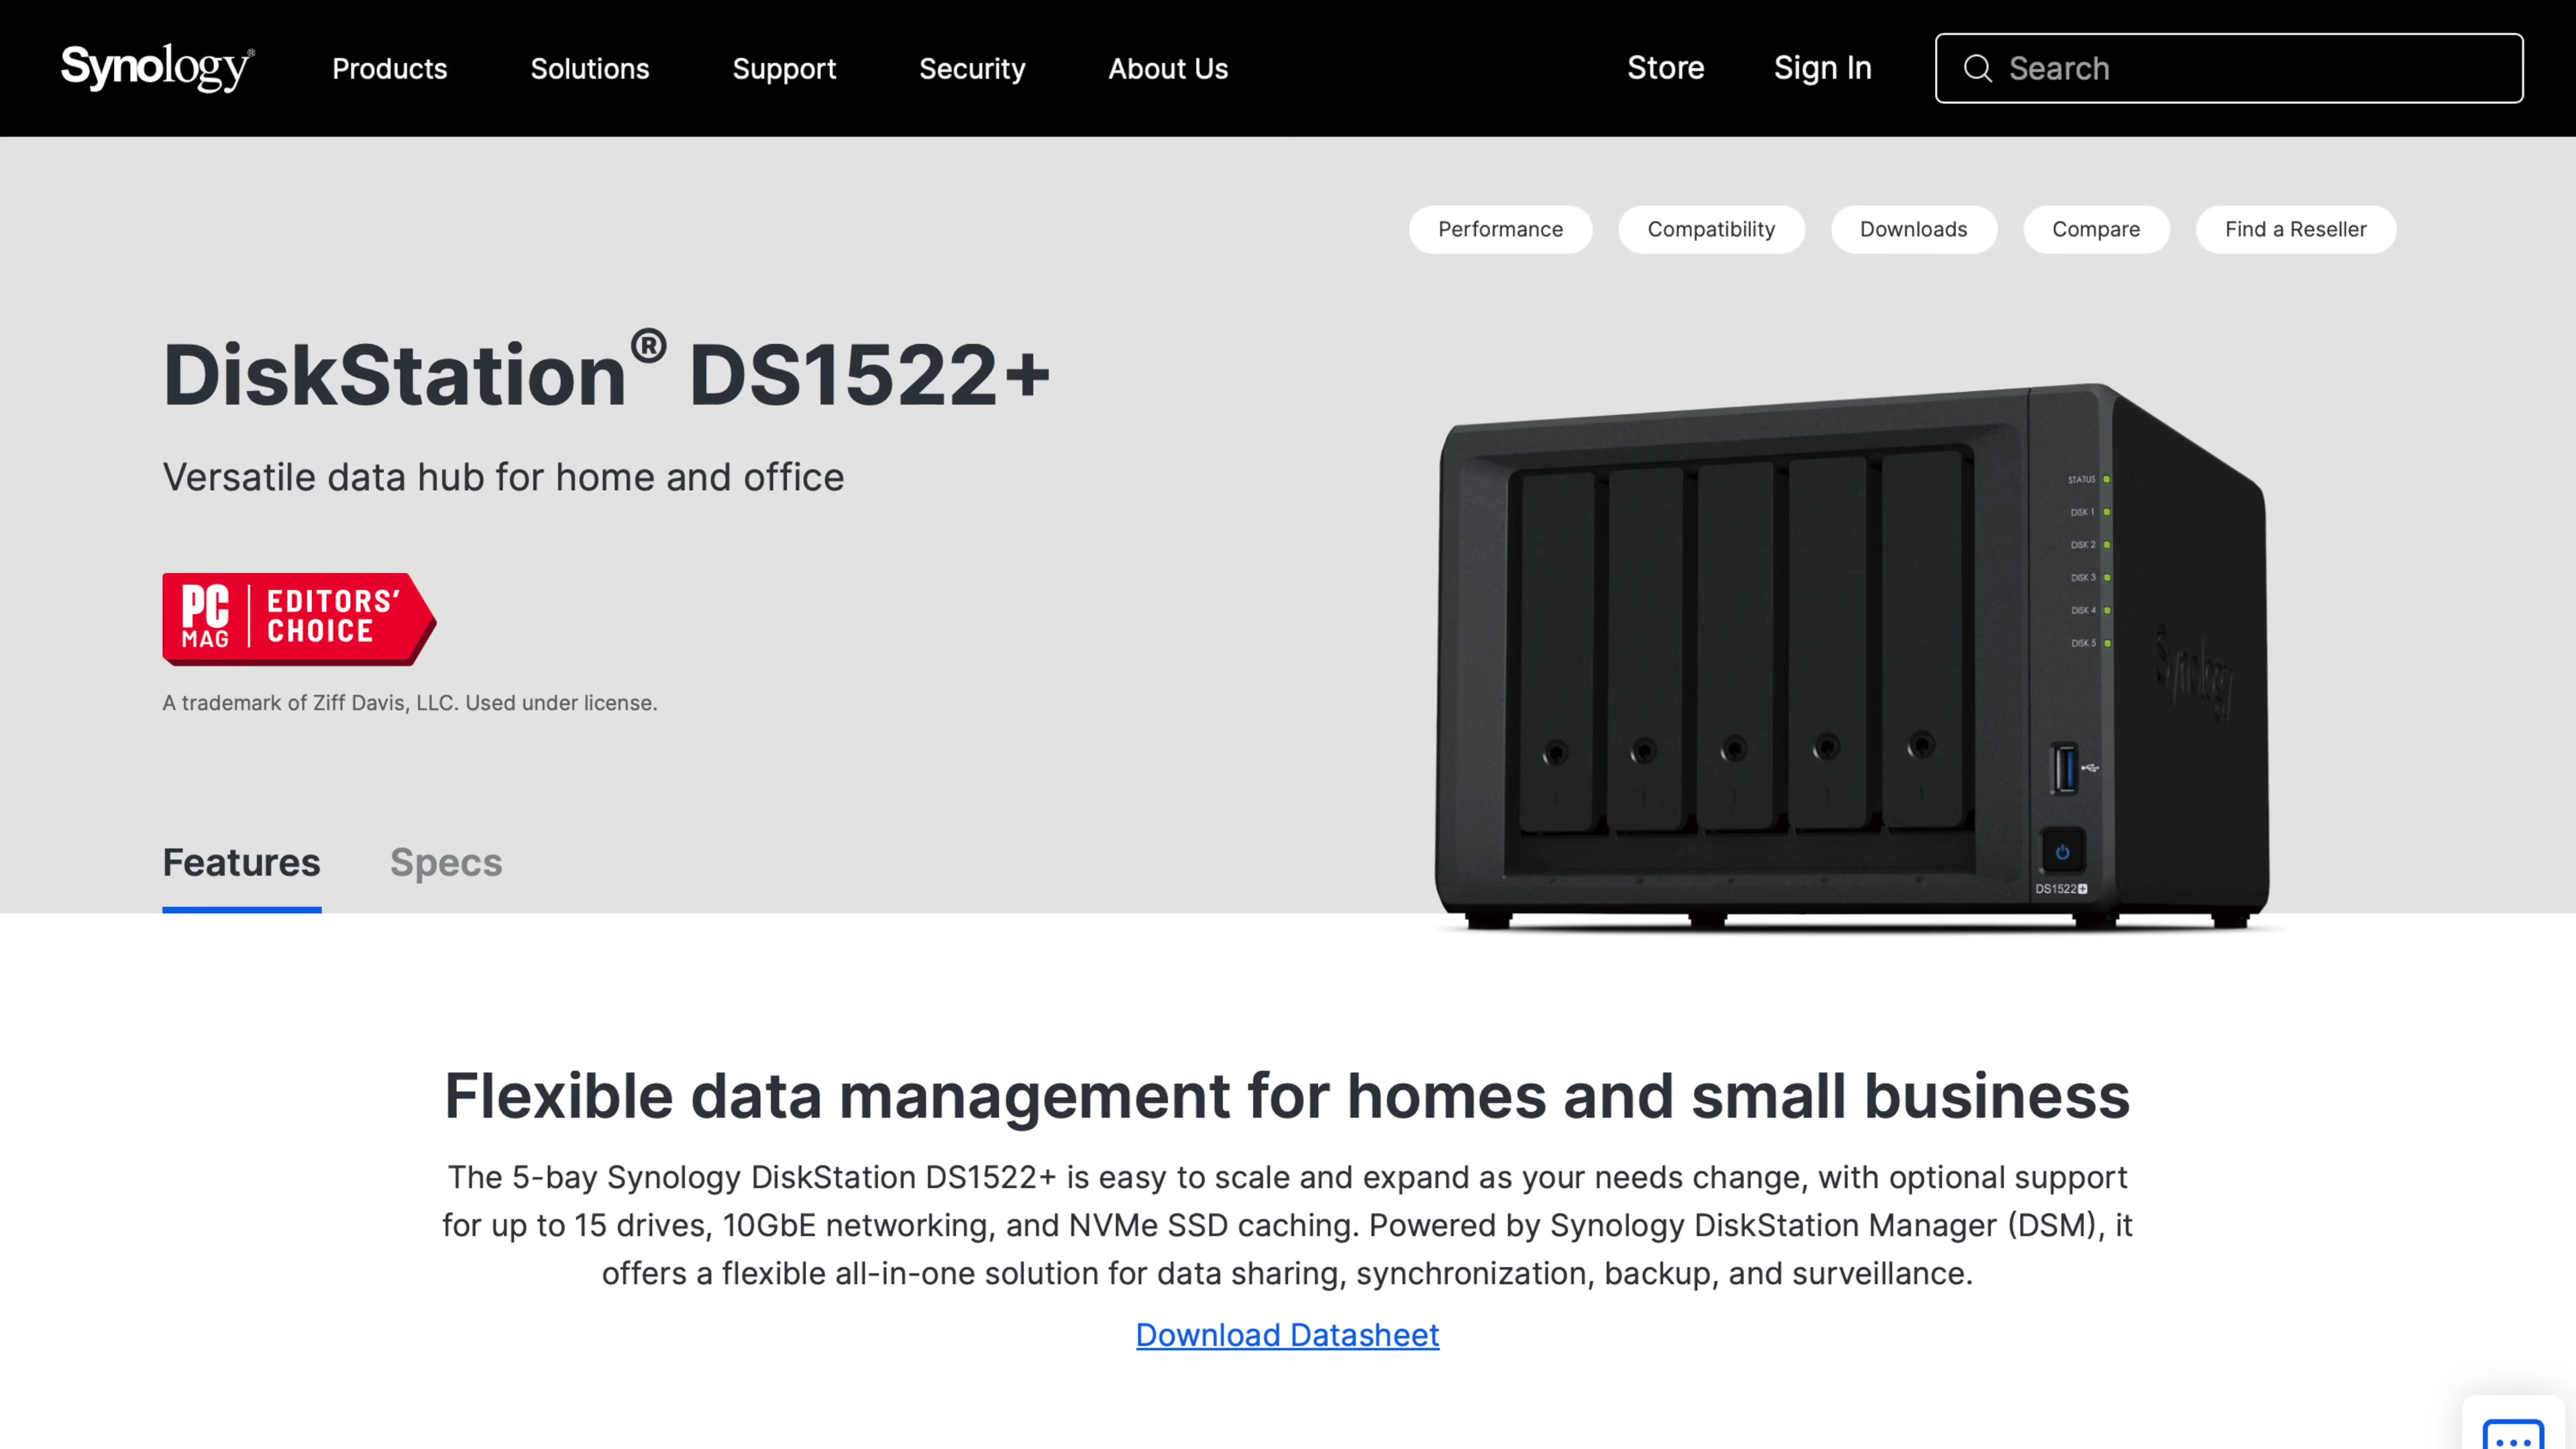 Synology®
Products
Solutions
Support
Security
About Us
Store
Sign In
Search
Performance
Compatibility
Downloads
Compare
Find a Reseller
DiskStation® DS1522+
Versatile data hub for home and office
PC MAG
EDITORS’
CHOICE
A trademark of Ziff Davis, LLC. Used under license.
STATUS
DISK 1
DISK 2
DISK 3
DISK 4
DISK 5
Synology
DS1522+
Features
Specs
Flexible data management for homes and small business
The 5-bay Synology DiskStation DS1522+ is easy to scale and expand as your needs change, with optional support
for up to 15 drives, 10GbE networking, and NVMe SSD caching. Powered by Synology DiskStation Manager (DSM), it
offers a flexible all-in-one solution for data sharing, synchronization, backup, and surveillance.
Download Datasheet